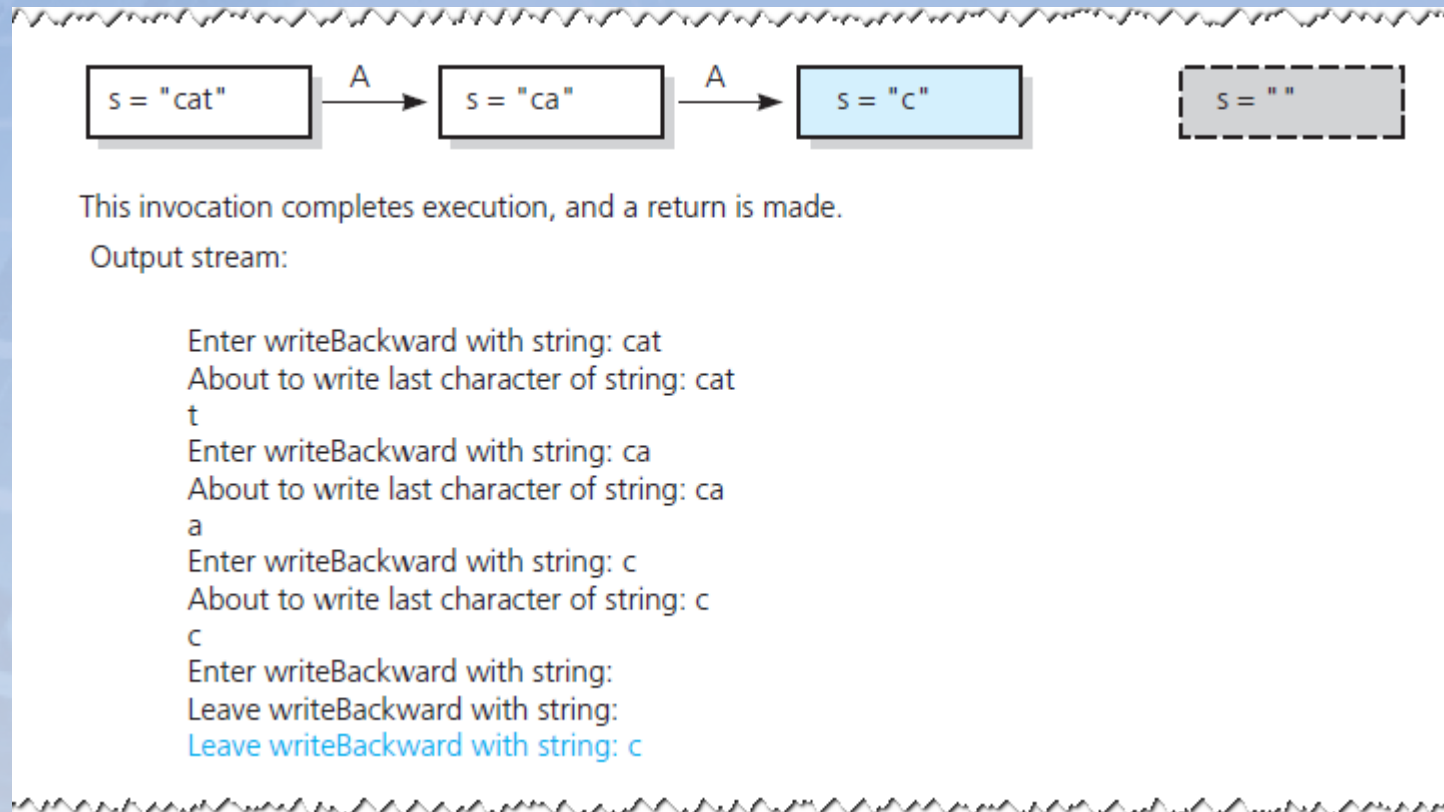 s = "cat" A s = "ca" A s = "c" s = ""
This invocation completes execution, and a return is made.
Output stream:
Enter writeBackward with string: cat
About to write last character of string: cat
t
Enter writeBackward with string: ca
About to write last character of string: ca
a
Enter writeBackward with string: c
About to write last character of string: c
c
Enter writeBackward with string:
Leave writeBackward with string:
Leave writeBackward with string: c